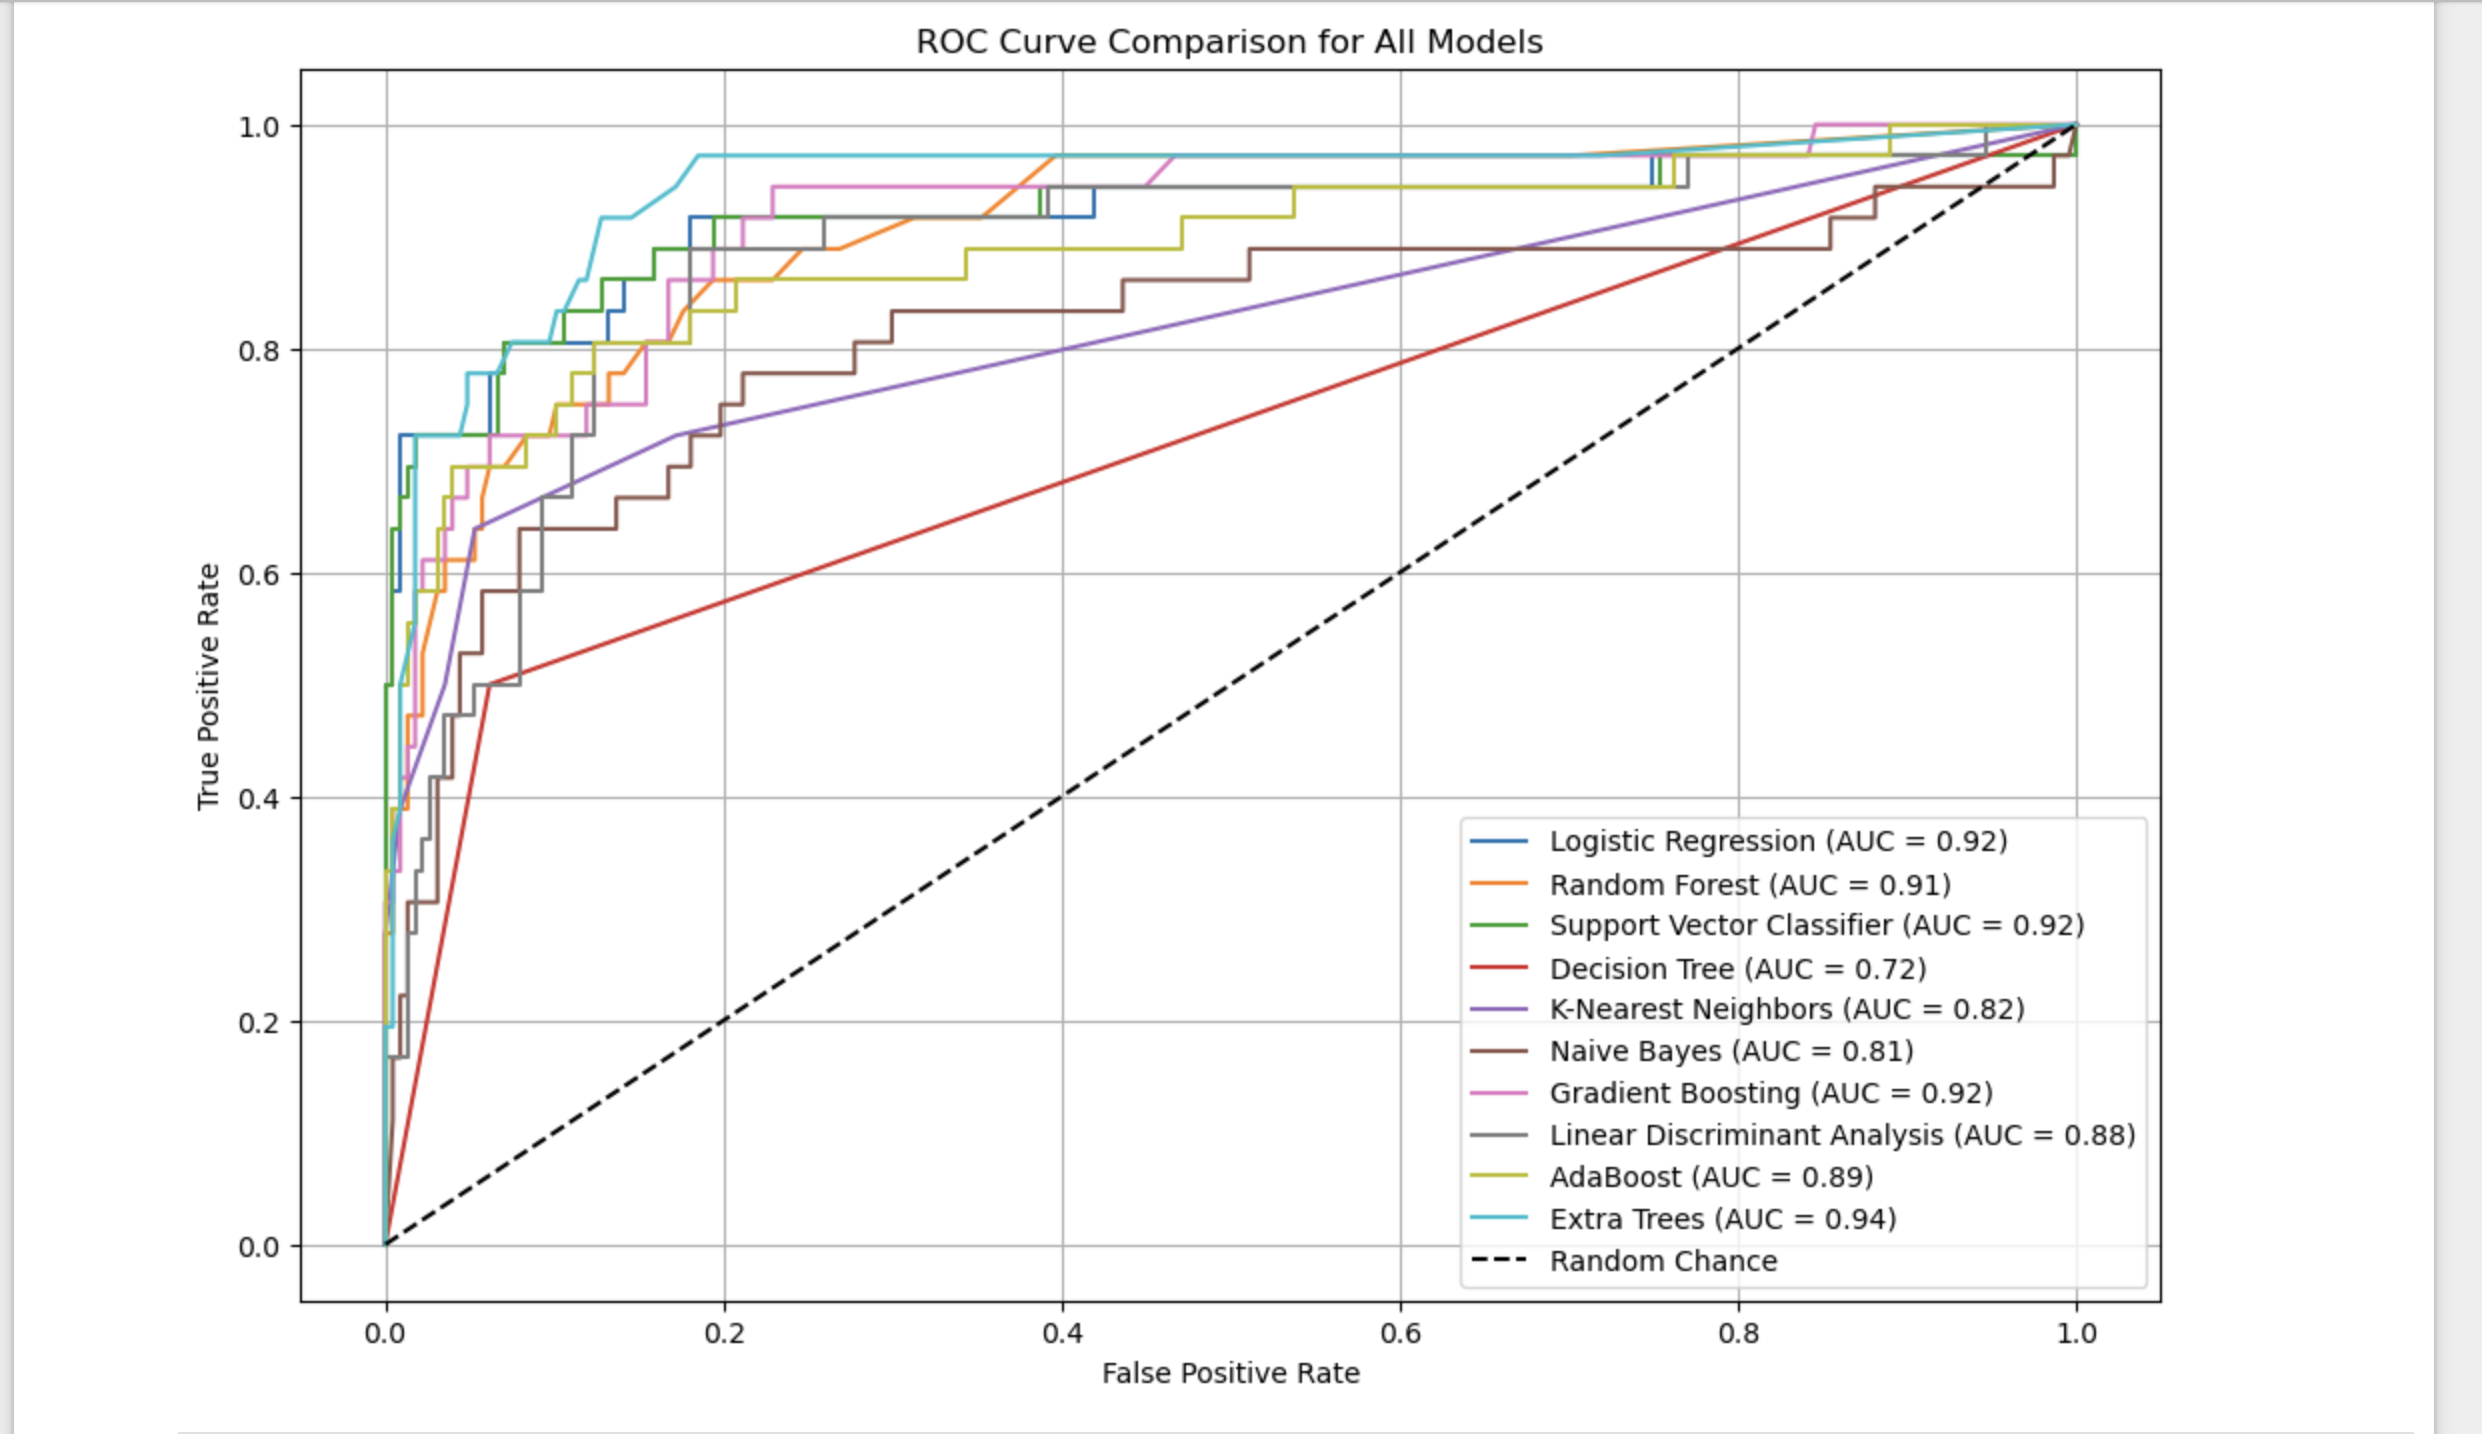 ROC Curve Comparison for All Models
1.0
0.8
0.6
0.4
0.2
0.0
True Positive Rate
Logistic Regression (AUC = 0.92)
Random Forest (AUC = 0.91)
Support Vector Classifier (AUC = 0.92)
Decision Tree (AUC = 0.72)
K-Nearest Neighbors (AUC = 0.82)
Naive Bayes (AUC = 0.81)
Gradient Boosting (AUC = 0.92)
Linear Discriminant Analysis (AUC = 0.88)
AdaBoost (AUC = 0.89)
Extra Trees (AUC = 0.94)
Random Chance
0.0 0.2 0.4 0.6 0.8 1.0
False Positive Rate